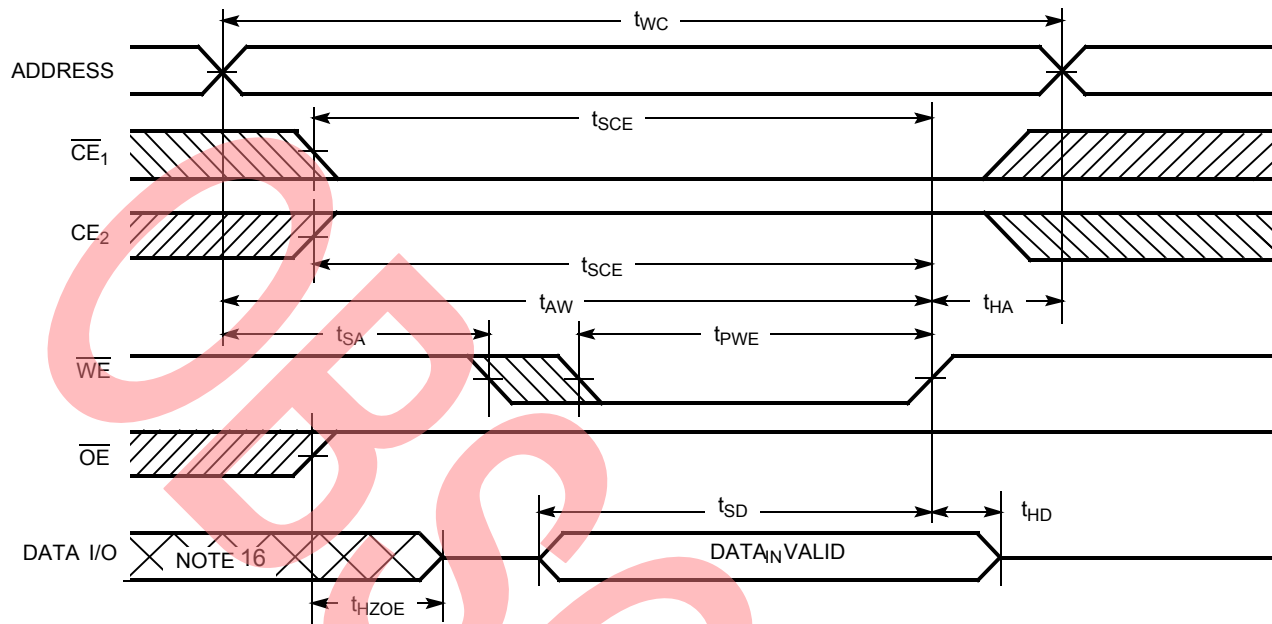 tWC
ADDRESS
tSCE
CE1
CE2
tSCE
tAW
tHA
tSA
tPWE
WE
OE
tSD
tHD
DATA I/O
NOTE 16
DATAIN VALID
tHZOE
OBS